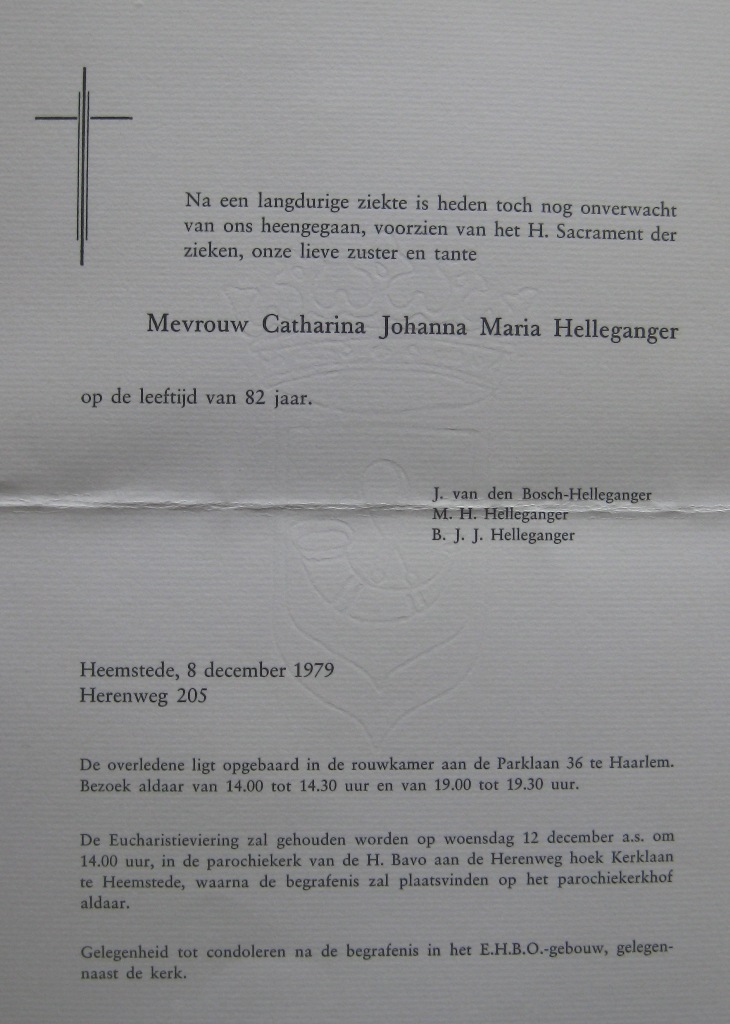 Na een langdurige ziekte is heden toch nog onverwacht
van ons heengegaan, voorzien van het H. Sacrament der
zieken, onze lieve zuster en tante
Mevrouw Catharina Johanna Maria Helleganger
op de leeftijd van 82 jaar.
J. van den Bosch-Helleganger
M. H. Helleganger
B. J. J. Helleganger
Heemstede, 8 december 1979
Herenweg 205
De overledene ligt opgebaard in de rouwkamer aan de Parklaan 36 te Haarlem.
Bezoek aldaar van 14.00 tot 14.30 uur en van 19.00 tot 19.30 uur.
De Eucharistieviering zal gehouden worden op woensdag 12 december a.s. om
14.00 uur, in de parochiekerk van de H. Bavo aan de Herenweg hoek Kerklaan
te Heemstede, waarna de begrafenis zal plaatsvinden op het parochiekerkhof
aldaar.
Gelegenheid tot condoleren na de begrafenis in het E.H.B.O.-gebouw, gelegen-
naast de kerk.